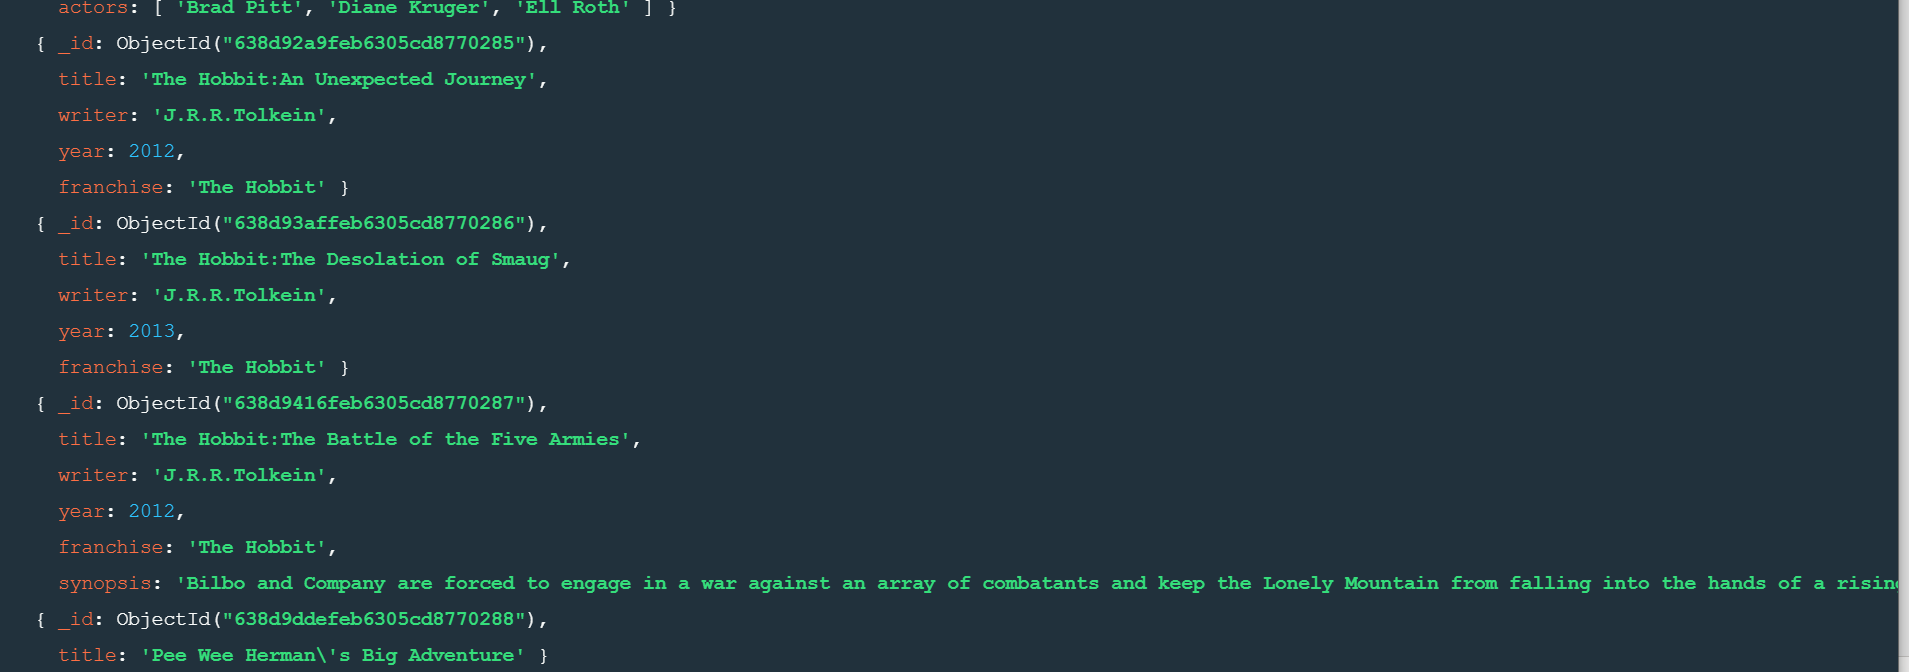 actors: [ 'Brad Pitt', 'Diane Kruger', 'Ell Roth' ] }
{ _id: ObjectId("638d92a9feb6305cd8770285"),
title: 'The Hobbit:An Unexpected Journey',
writer: 'J.R.R.Tolkein',
year: 2012,
franchise: 'The Hobbit' }
{ _id: ObjectId("638d93affeb6305cd8770286"),
title: 'The Hobbit:The Desolation of Smaug',
writer: 'J.R.R.Tolkein',
year: 2013,
franchise: 'The Hobbit' }
{ _id: ObjectId("638d9416feb6305cd8770287"),
title: 'The Hobbit:The Battle of the Five Armies',
writer: 'J.R.R.Tolkein',
year: 2012,
franchise: 'The Hobbit',
synopsis: 'Bilbo and Company are forced to engage in a war against an array of combatants and keep the Lonely Mountain from falling into the hands of a rising
{ _id: ObjectId("638d9ddefeb6305cd8770288"),
title: 'Pee Wee Herman\'s Big Adventure' }